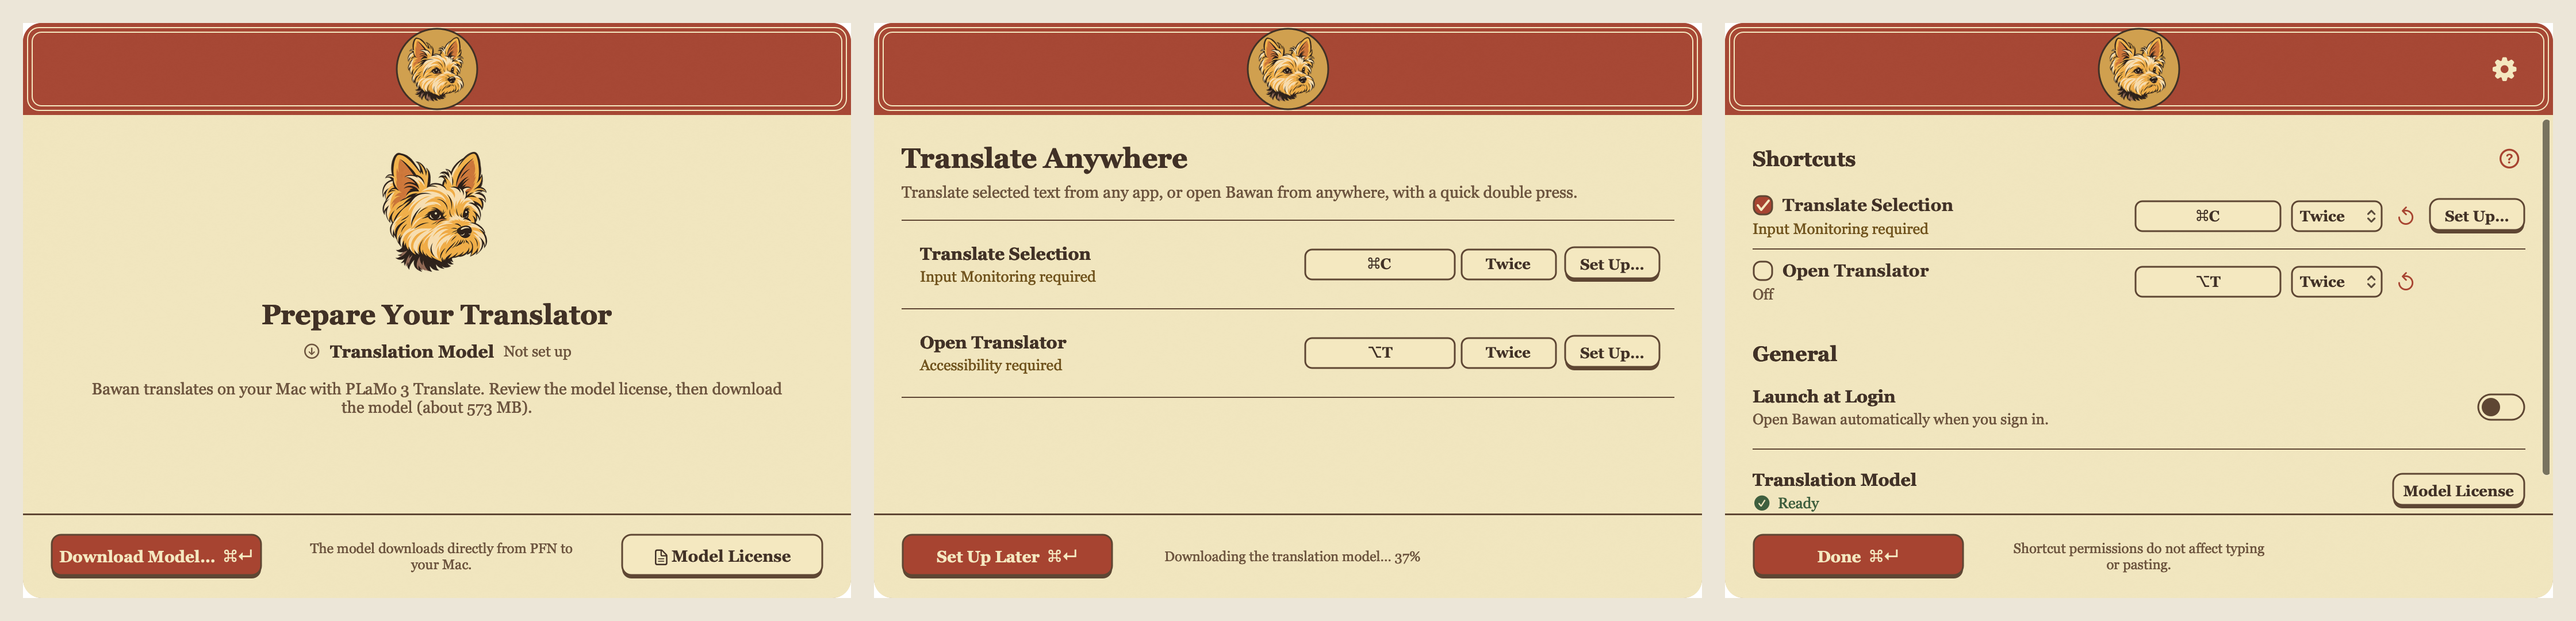 Prepare Your Translator
Translation Model Not set up
Bawan translates on your Mac with PLaMo 3 Translate. Review the model license, then download
the model (about 573 MB).
Download Model... ⌘↵
The model downloads directly from PFN to
your Mac.
Model License
Translate Anywhere
Translate selected text from any app, or open Bawan from anywhere, with a quick double press.
Translate Selection
Input Monitoring required
⌘C
Twice
Set Up...
Open Translator
Accessibility required
⌥T
Twice
Set Up...
Set Up Later ⌘↵
Downloading the translation model... 37%
Shortcuts
?
Translate Selection
Input Monitoring required
⌘C
Twice
Set Up...
Open Translator
Off
⌥T
Twice
General
Launch at Login
Open Bawan automatically when you sign in.
Translation Model
Ready
Model License
Done ⌘↵
Shortcut permissions do not affect typing
or pasting.